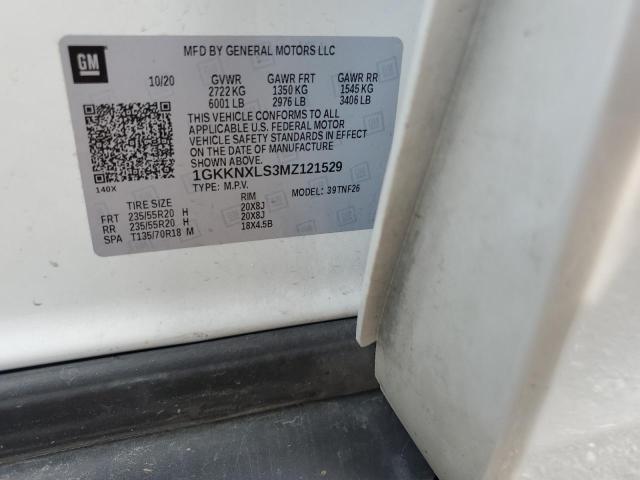 GM
MFD BY GENERAL MOTORS LLC
10/20 GVWR GAWR FRT GAWR RR
2722 KG 1350 KG 1545 KG
6001 LB 2976 LB 3406 LB
THIS VEHICLE CONFORMS TO ALL
APPLICABLE U.S. FEDERAL MOTOR
VEHICLE SAFETY STANDARDS IN EFFECT
ON THE DATE OF MANUFACTURE
SHOWN ABOVE.
1GKKNXLS3MZ121529
140X
TYPE: M.P.V. MODEL: 39TNF26
TIRE SIZE RIM
FRT 235/55R20 H 20X8J
RR 235/55R20 H 20X8J
SPA T135/70R18 M 18X4.5B